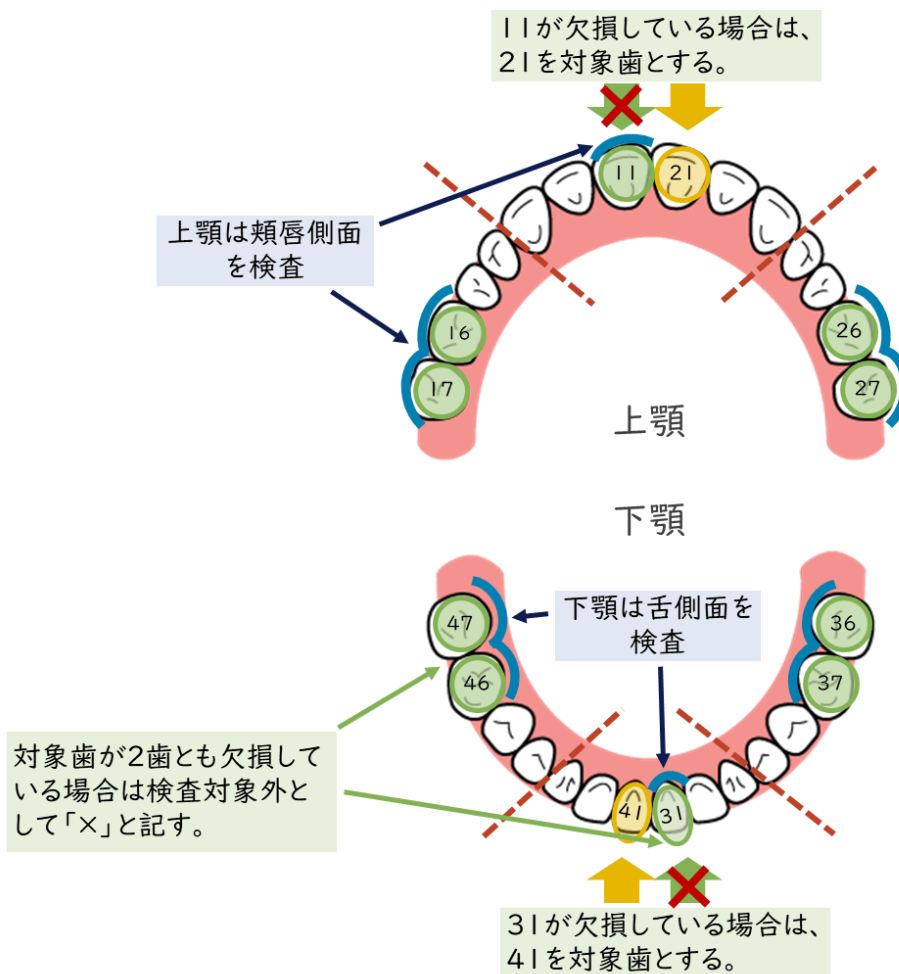 11が欠損している場合は、
21を対象歯とする。
11
21
上顎は頬唇側面
を検査
16
26
17
27
上顎
下顎
47
下顎は舌側面を
検査
36
46
37
対象歯が2歯とも欠損して
いる場合は検査対象外と
して「×」と記す。
41
31
31が欠損している場合は、
41を対象歯とする。